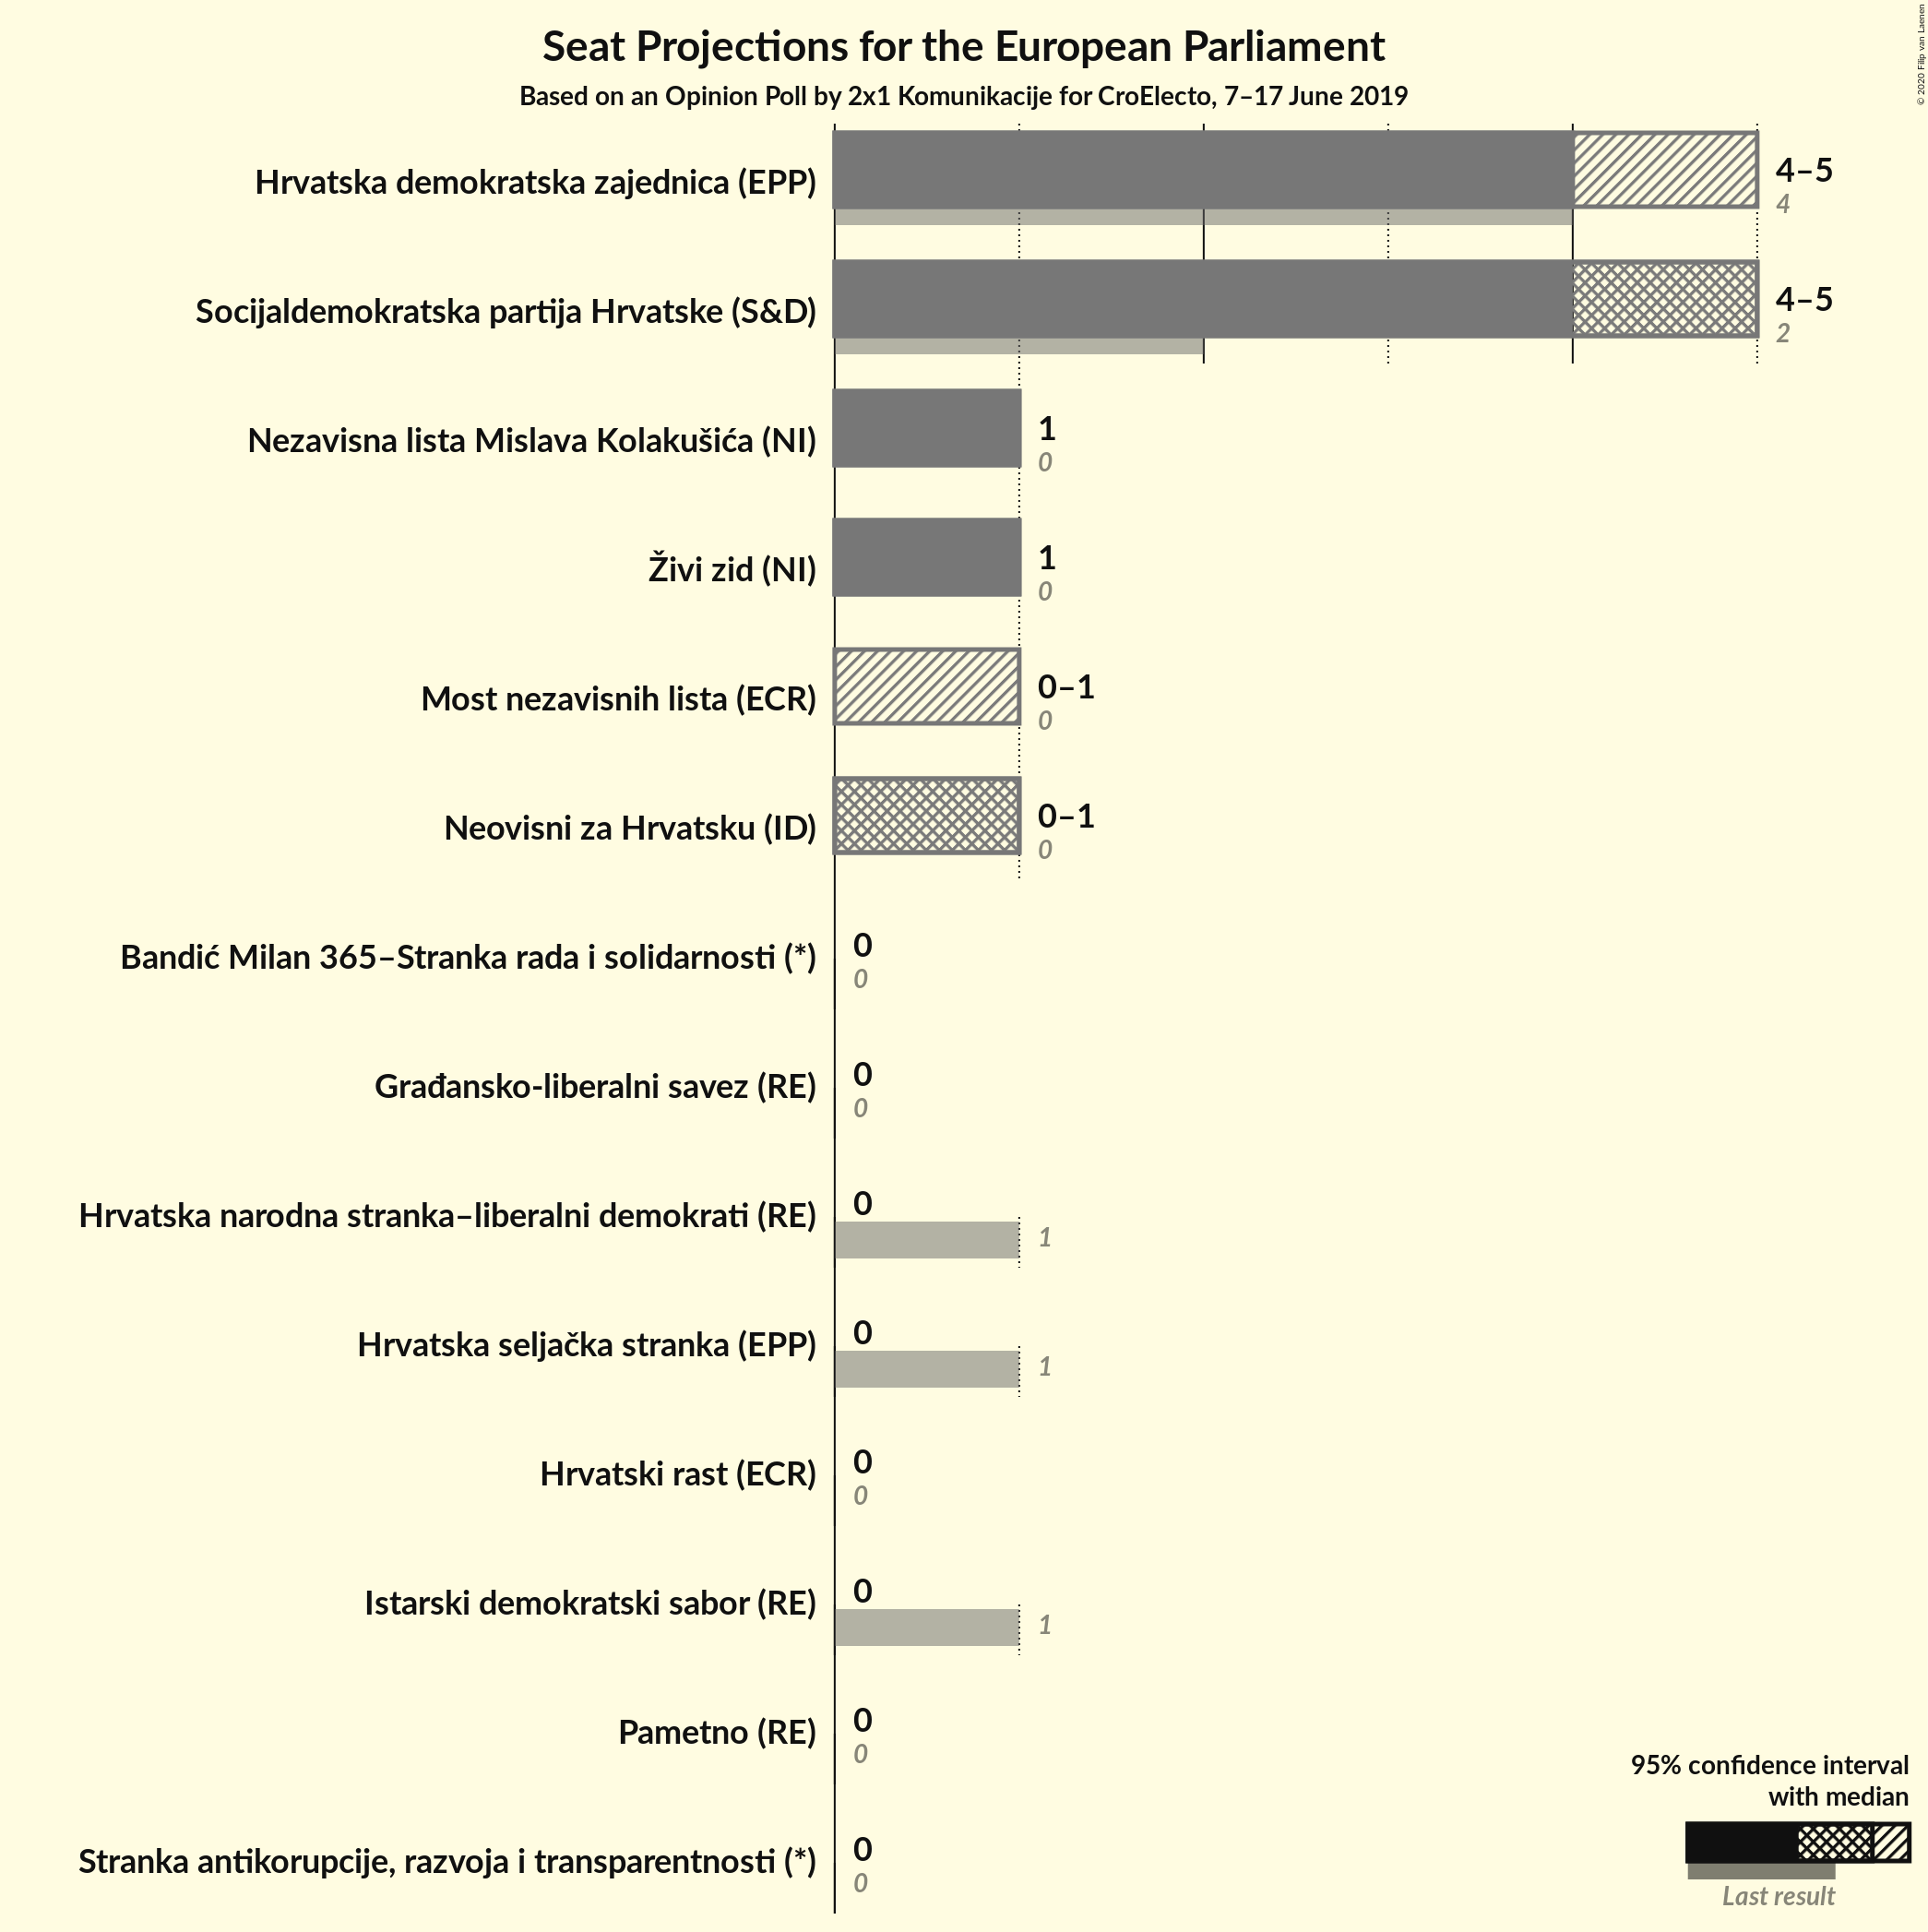 Seat Projections for the European Parliament
Based on an Opinion Poll by 2x1 Komunikacije for CroElecto, 7–17 June 2019
© 2020 Filip van Laenen
Hrvatska demokratska zajednica (EPP)
4–5
4
Socijaldemokratska partija Hrvatske (S&D)
4–5
2
Nezavisna lista Mislava Kolakušića (NI)
1
0
Živi zid (NI)
1
0
Most nezavisnih lista (ECR)
0–1
0
Neovisni za Hrvatsku (ID)
0–1
0
Bandić Milan 365–Stranka rada i solidarnosti (*)
0
0
Građansko-liberalni savez (RE)
0
0
Hrvatska narodna stranka–liberalni demokrati (RE)
0
1
Hrvatska seljačka stranka (EPP)
0
1
Hrvatski rast (ECR)
0
0
Istarski demokratski sabor (RE)
0
1
Pametno (RE)
0
0
Stranka antikorupcije, razvoja i transparentnosti (*)
0
0
95% confidence interval
with median
Last result